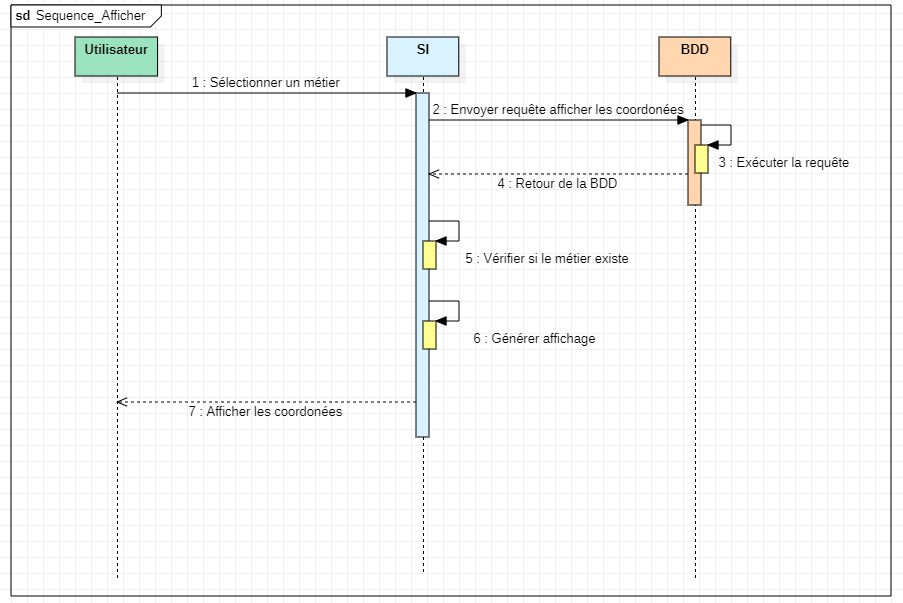 sd Sequence_Afficher
Utilisateur
SI
BDD
1 : Sélectionner un métier
2 : Envoyer requête afficher les coordonées
3 : Exécuter la requête
4 : Retour de la BDD
5 : Vérifier si le métier existe
6 : Générer affichage
7 : Afficher les coordonées